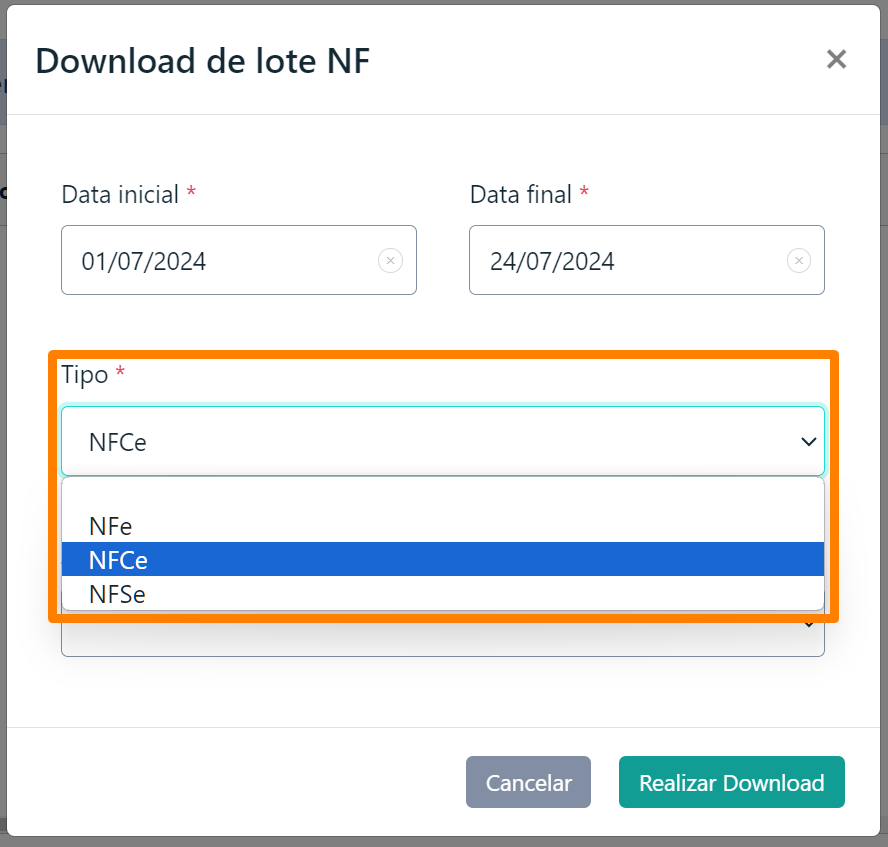 Download de lote NF
Data inicial *
Data final *
01/07/2024
24/07/2024
Tipo *
NFCe
NFe
NFCe
NFSe
Cancelar
Realizar Download